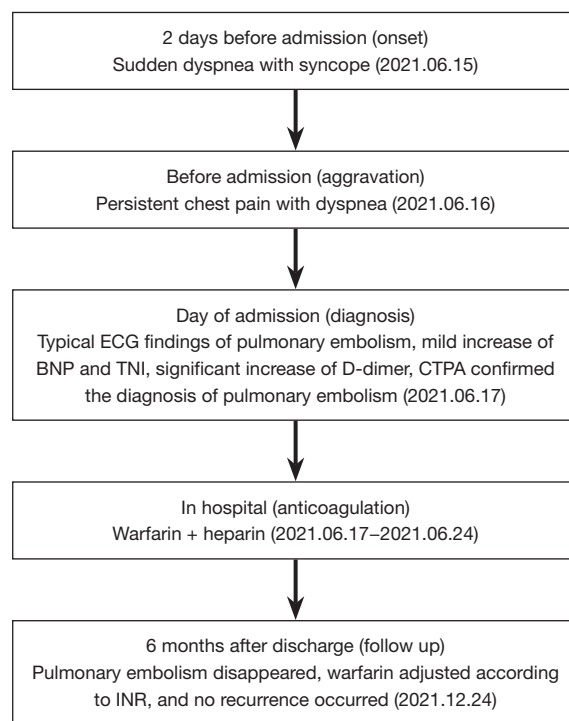 2 days before admission (onset)
Sudden dyspnea with syncope (2021.06.15)
Before admission (aggravation)
Persistent chest pain with dyspnea (2021.06.16)
Day of admission (diagnosis)
Typical ECG findings of pulmonary embolism, mild increase of
BNP and TNI, significant increase of D-dimer, CTPA confirmed
the diagnosis of pulmonary embolism (2021.06.17)
In hospital (anticoagulation)
Warfarin + heparin (2021.06.17–2021.06.24)
6 months after discharge (follow up)
Pulmonary embolism disappeared, warfarin adjusted according
to INR, and no recurrence occurred (2021.12.24)